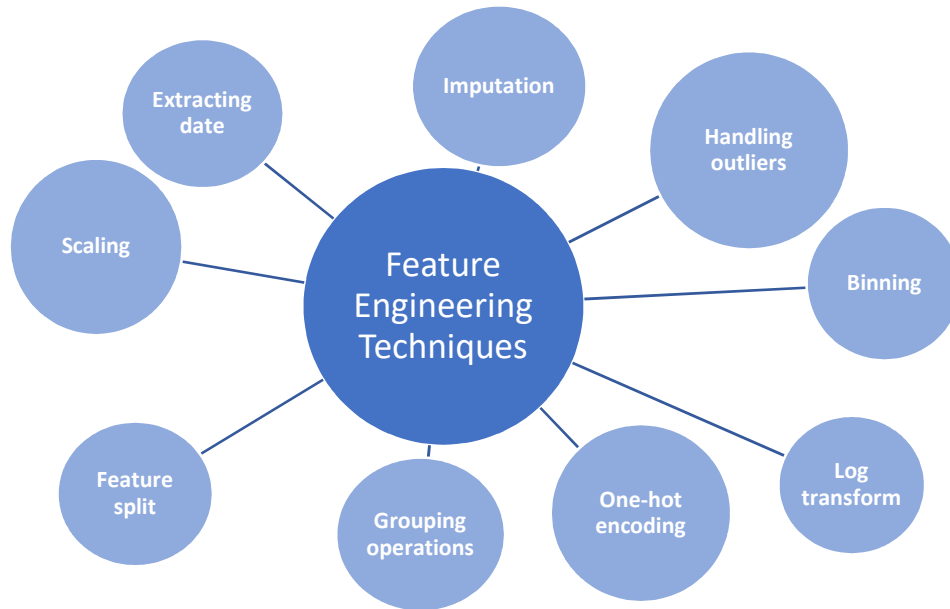 Imputation
Extracting
date
Handling
outliers
Scaling
Feature
Engineering
Techniques
Binning
Feature
split
Log
transform
Grouping
operations
One-hot
encoding